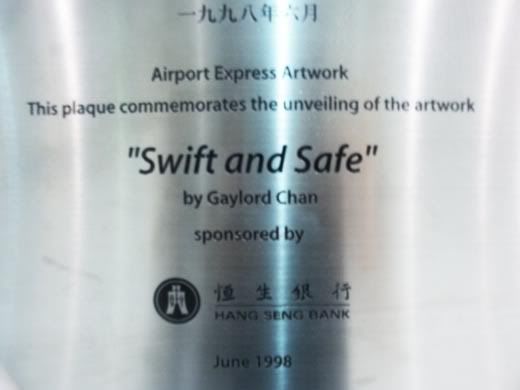 一九九八年六月
Airport Express Artwork
This plaque commemorates the unveiling of the artwork
"Swift and Safe"
by Gaylord Chan
sponsored by
恒生銀行
HANG SENG BANK
June 1998